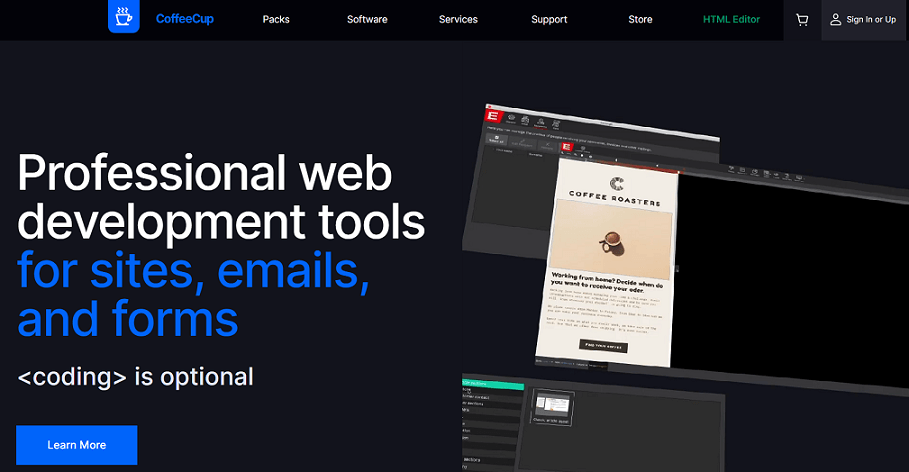 CoffeeCup
Packs
Software
Services
Support
Store
HTML Editor
Sign In or Up
Professional web
development tools
for sites, emails,
and forms
<coding> is optional
Learn More
COFFEE ROASTERS
Working from home? Decide when do
you want to receive your oder.